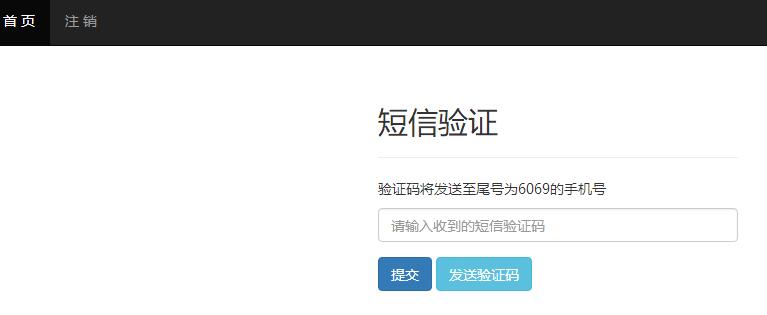 首 页 注 销
短信验证
验证码将发送至尾号为6069的手机号
请输入收到的短信验证码
提交 发送验证码